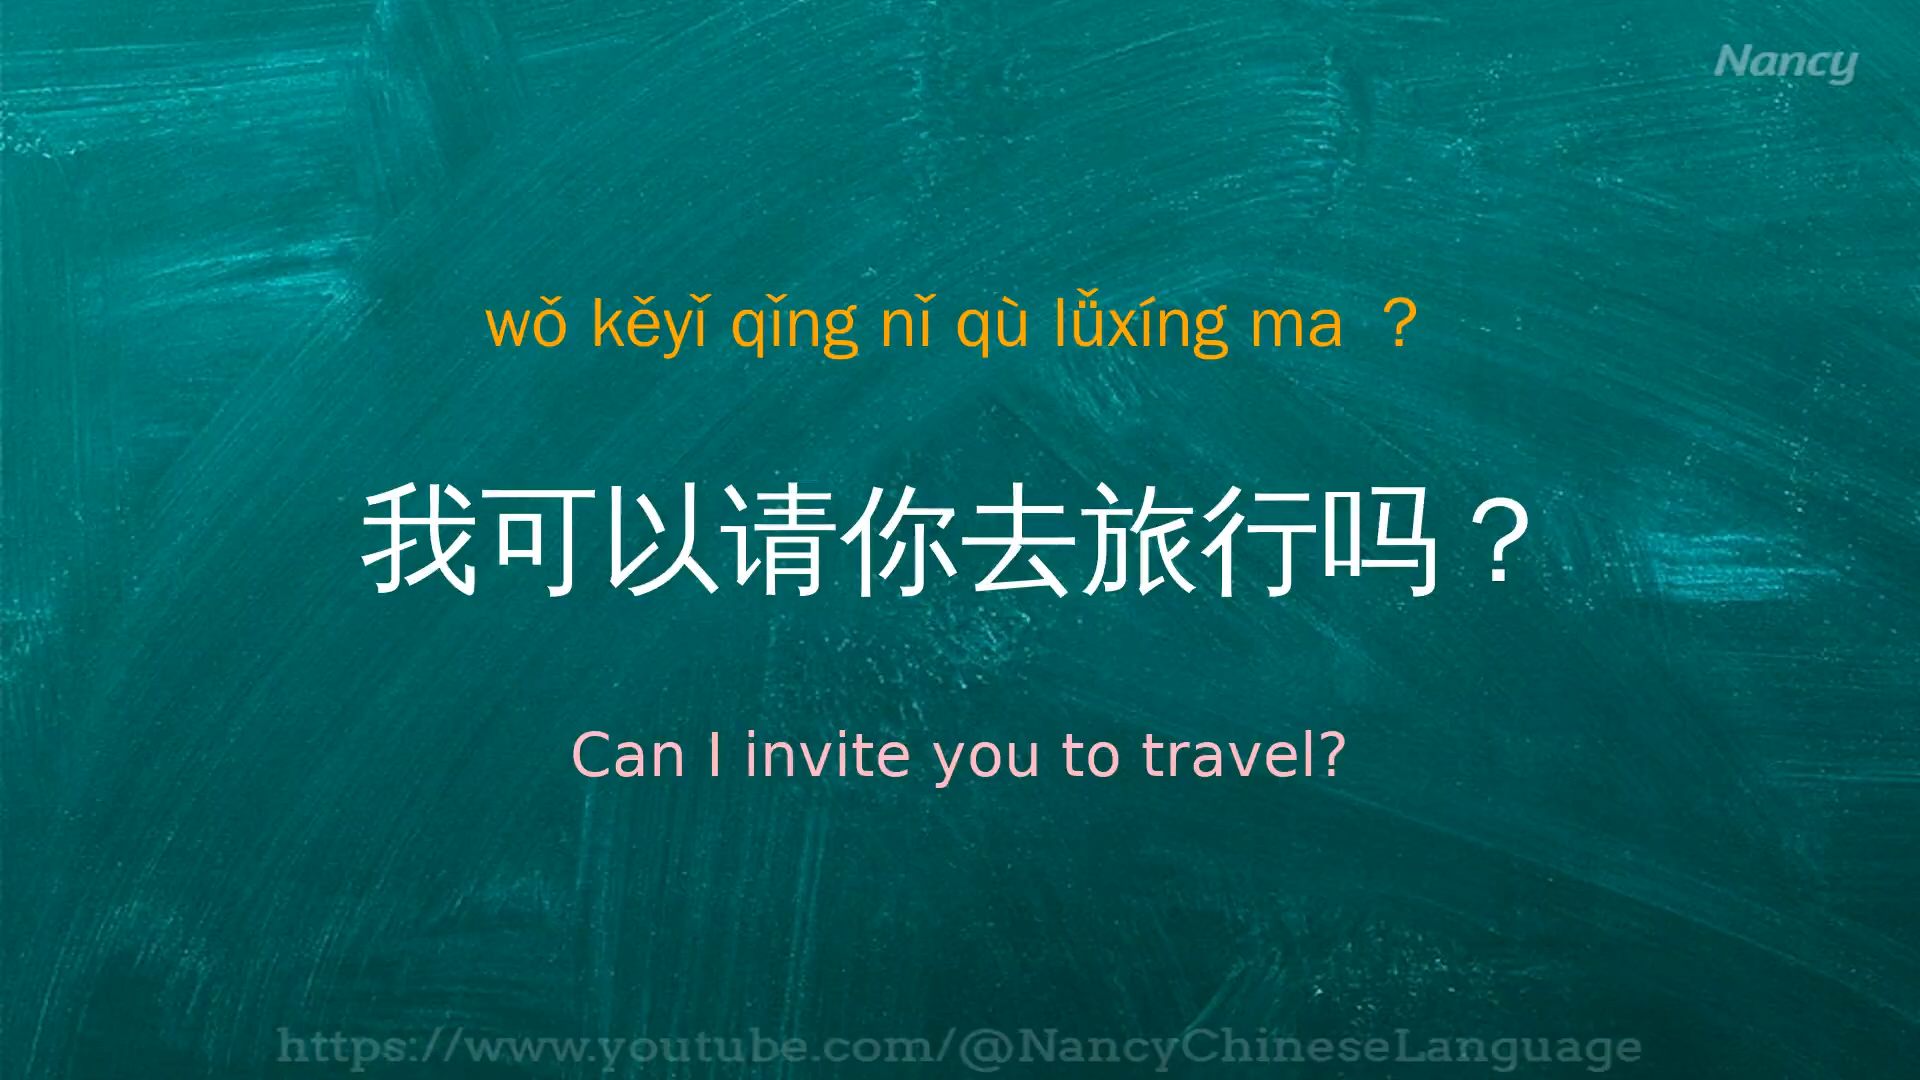 Nancy
wǒ kěyǐ qǐng nǐ qù lǚxíng ma ？
我可以请你去旅行吗？
Can I invite you to travel?
https://www.youtube.com/@NancyChineseLanguage